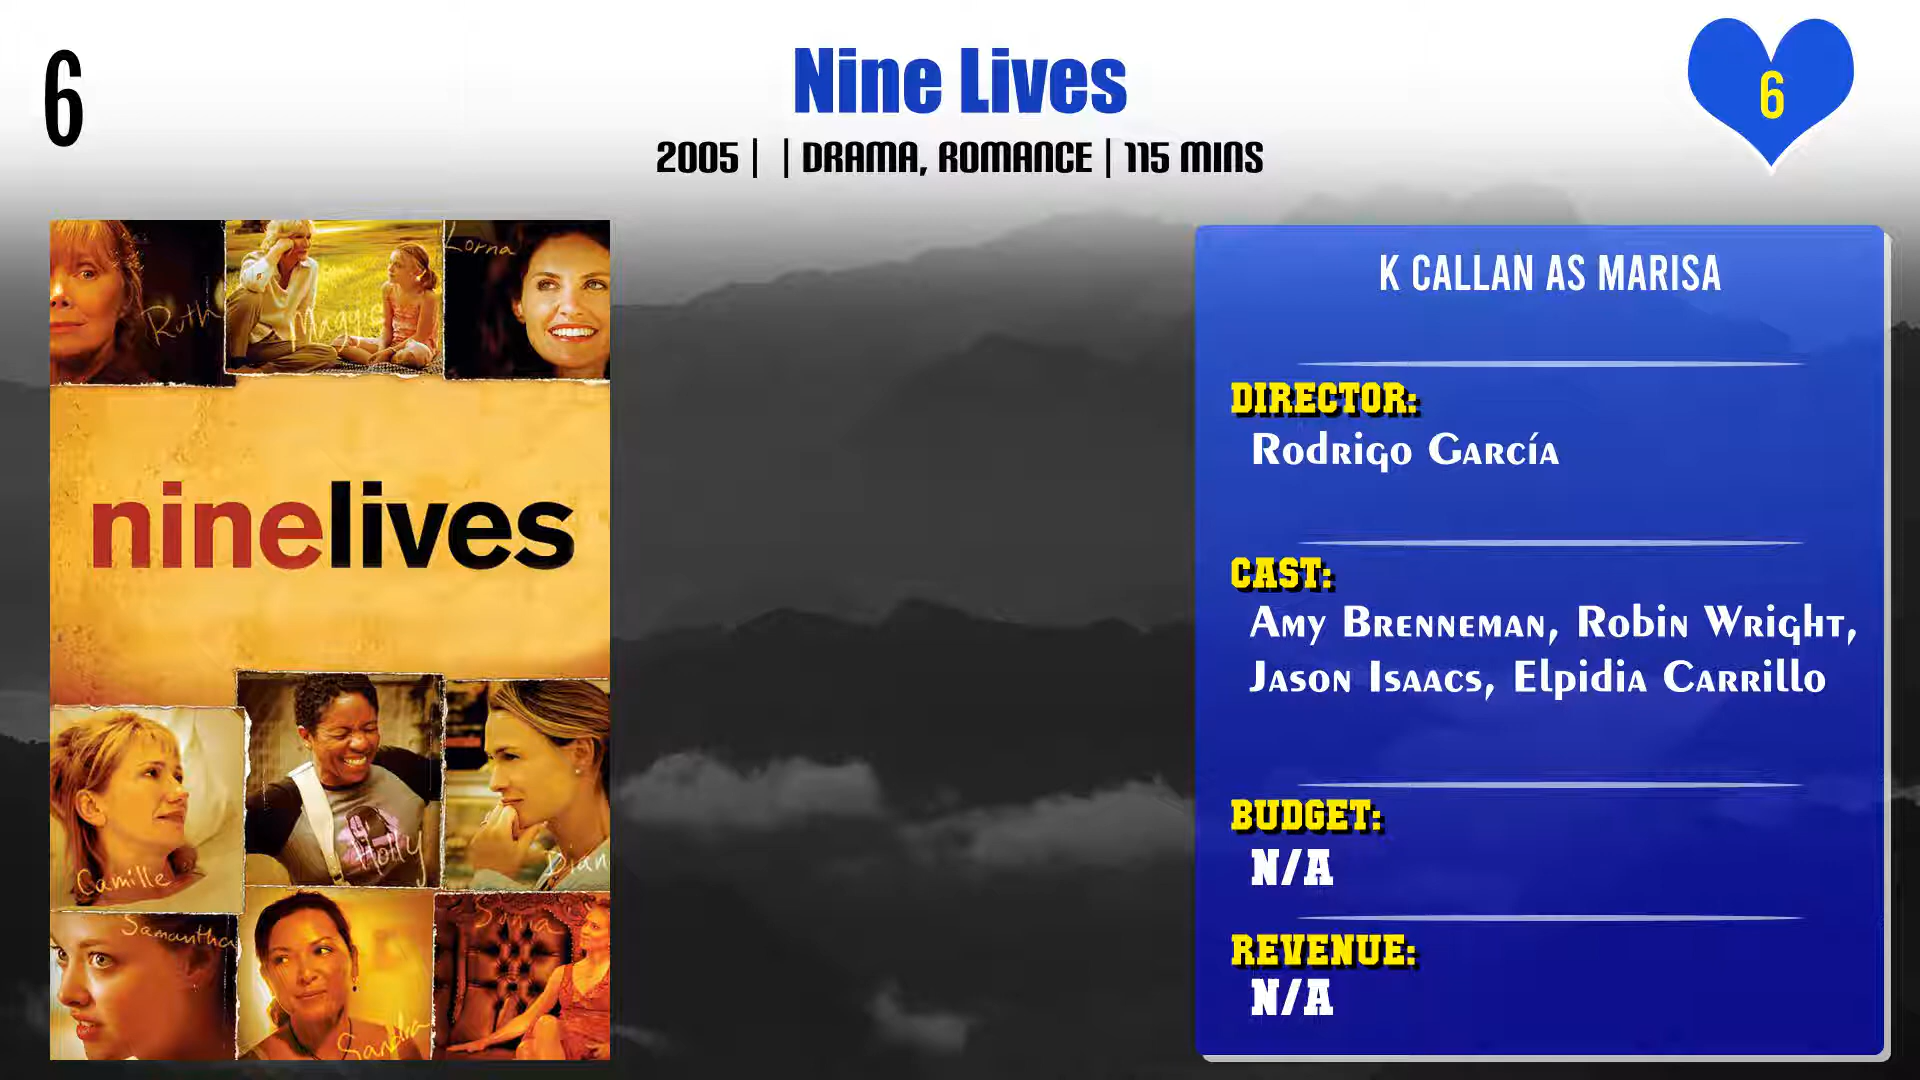 6
Nine Lives
6
2005 | | DRAMA, ROMANCE | 115 MINS
Ruth
Maggie
Lorna
ninelives
Camille
Holly
Dian
Samantha
Sandra
Sonia
K CALLAN AS MARISA
DIRECTOR:
Rodrigo García
CAST:
Amy Brenneman, Robin Wright,
Jason Isaacs, Elpidia Carrillo
BUDGET:
N/A
REVENUE:
N/A